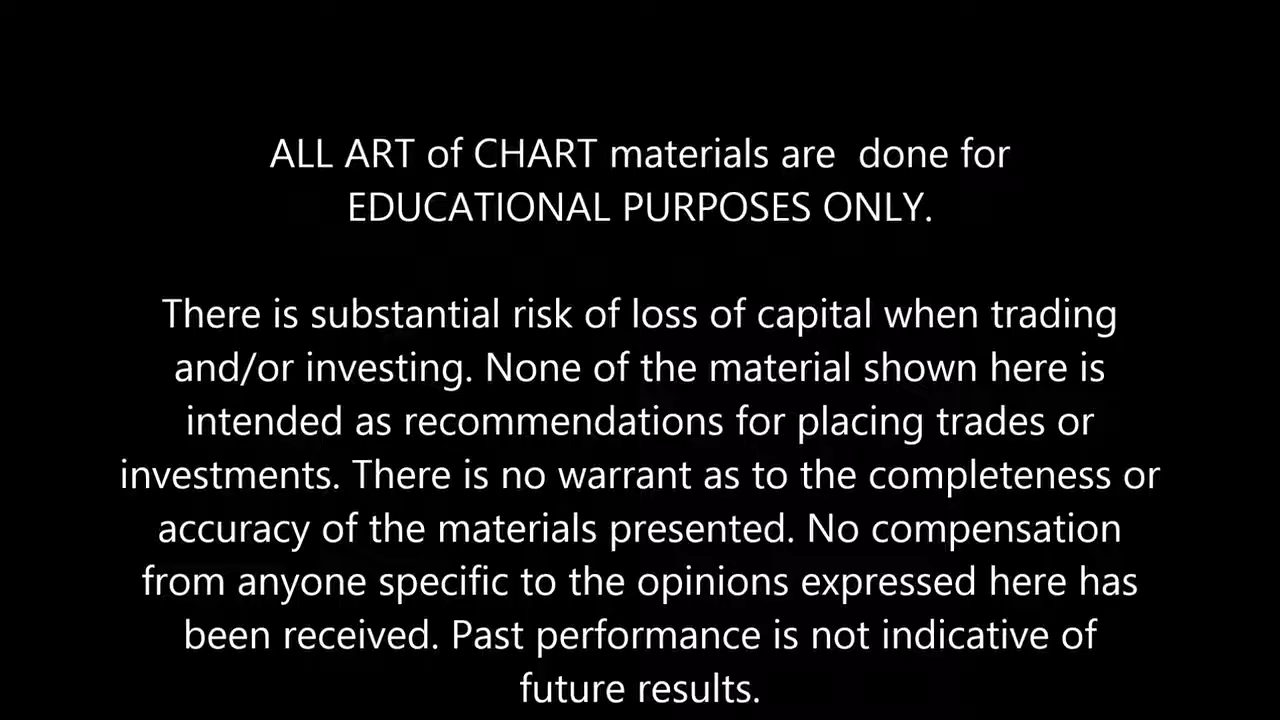 ALL ART of CHART materials are  done for
EDUCATIONAL PURPOSES ONLY.
There is substantial risk of loss of capital when trading
and/or investing. None of the material shown here is
intended as recommendations for placing trades or
investments. There is no warrant as to the completeness or
accuracy of the materials presented. No compensation
from anyone specific to the opinions expressed here has
been received. Past performance is not indicative of
future results.